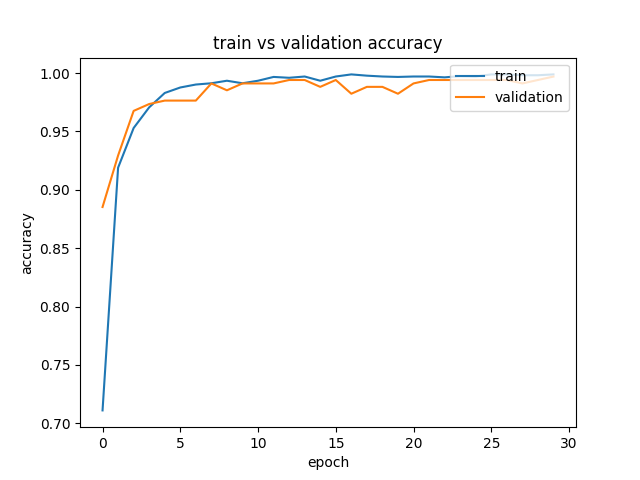 train vs validation accuracy
1.00
0.95
0.90
0.85
0.80
0.75
0.70
accuracy
train
validation
0 5 10 15 20 25 30
epoch